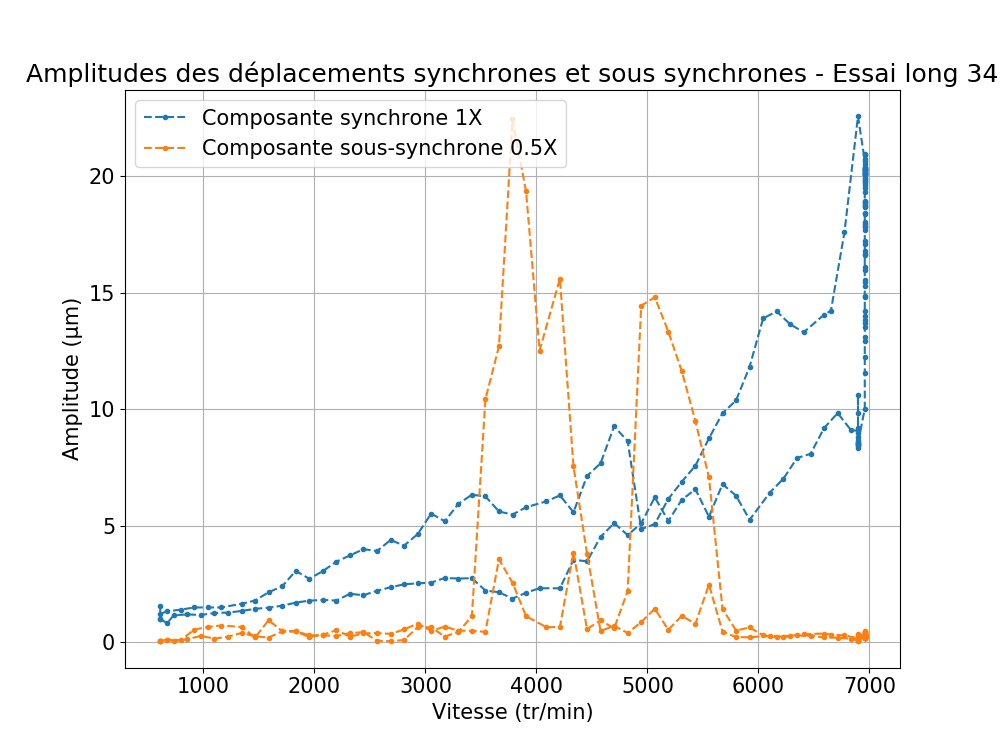 Amplitudes des déplacements synchrones et sous synchrones - Essai long 34
Composante synchrone 1X
Composante sous-synchrone 0.5X
20
15
10
5
0
Amplitude (µm)
1000 2000 3000 4000 5000 6000 7000
Vitesse (tr/min)